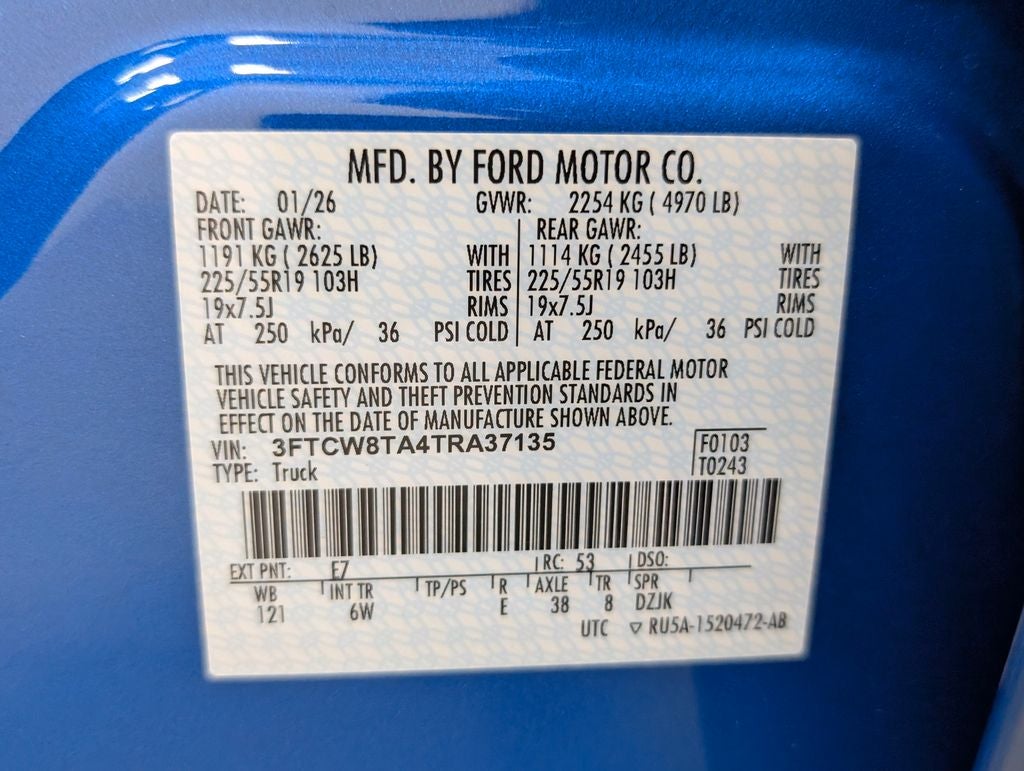 MFD. BY FORD MOTOR CO.
DATE: 01/26 GVWR: 2254 KG ( 4970 LB)
FRONT GAWR: REAR GAWR:
1191 KG ( 2625 LB) WITH 1114 KG ( 2455 LB) WITH
225/55R19 103H TIRES 225/55R19 103H TIRES
19x7.5J RIMS 19x7.5J RIMS
AT 250 kPa/ 36 PSI COLD AT 250 kPa/ 36 PSI COLD
THIS VEHICLE CONFORMS TO ALL APPLICABLE FEDERAL MOTOR
VEHICLE SAFETY AND THEFT PREVENTION STANDARDS IN
EFFECT ON THE DATE OF MANUFACTURE SHOWN ABOVE.
VIN: 3FTCW8TA4TRA37135 F0103
TYPE: Truck T0243
EXT PNT: E7 RC: 53 DSO:
WB INT TR TP/PS R AXLE TR SPR
121 6W E 38 8 DZJK
UTC ▽ RU5A-1520472-AB